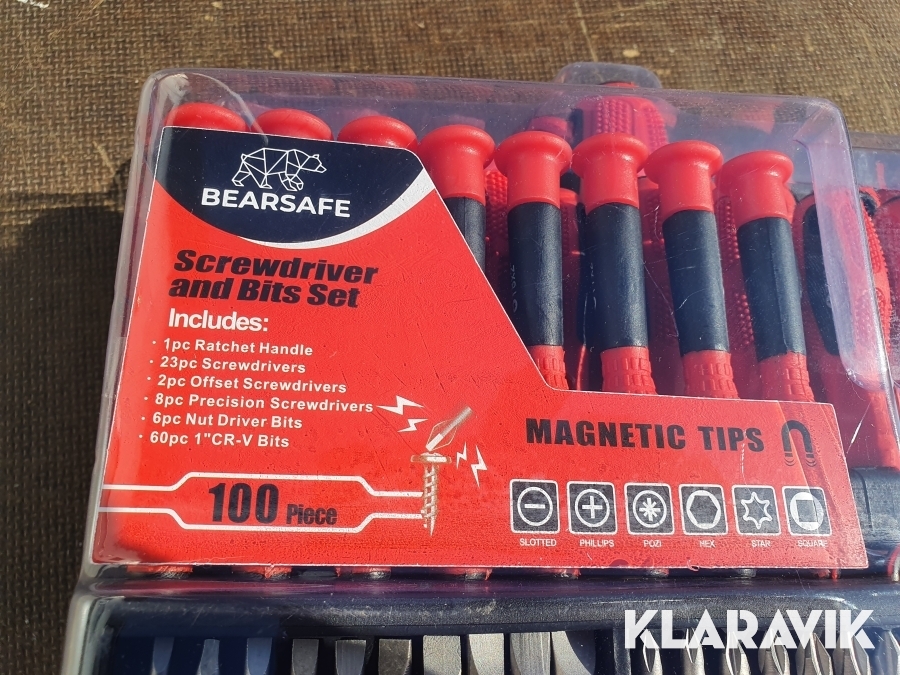 KLARAVIK
BEARSAFE
Screwdriver
and Bits Set
Includes:
· 1pc Ratchet Handle
· 23pc Screwdrivers
· 2pc Offset Screwdrivers
· 8pc Precision Screwdrivers
· 6pc Nut Driver Bits
· 60pc 1"CR-V Bits
100 Piece
MAGNETIC TIPS
SLOTTED PHILLIPS POZI HEX STAR SQUARE
KLARAVIK